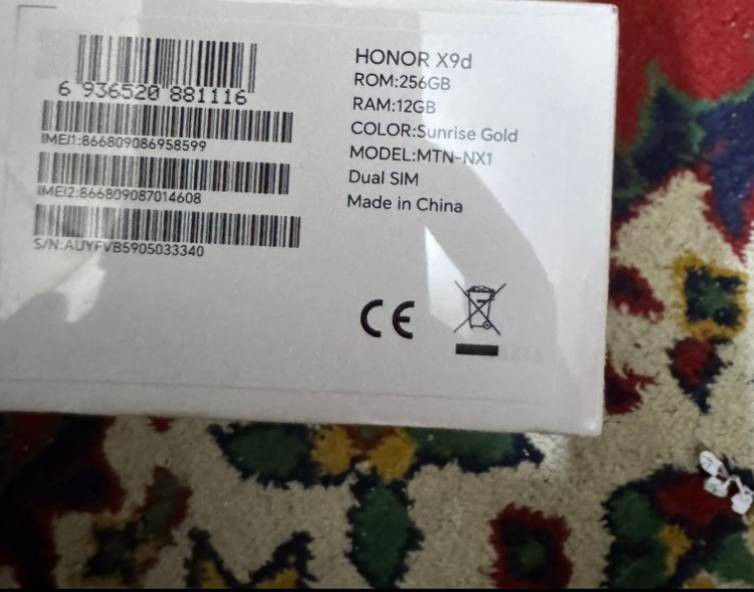 6 936520 881116
IMEI1:866809086958599
IMEI2:866809087014608
S/N:AUYFVB5905033340
HONOR X9d
ROM:256GB
RAM:12GB
COLOR:Sunrise Gold
MODEL:MTN-NX1
Dual SIM
Made in China
CE